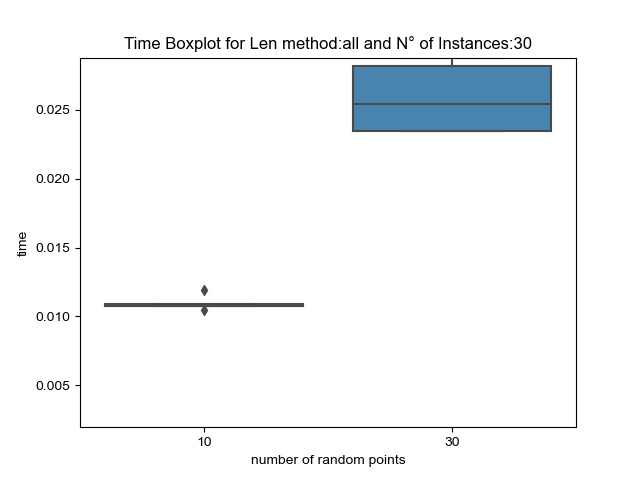 Time Boxplot for Len method:all and N° of Instances:30
0.025
0.020
0.015
0.010
0.005
time
10
30
number of random points